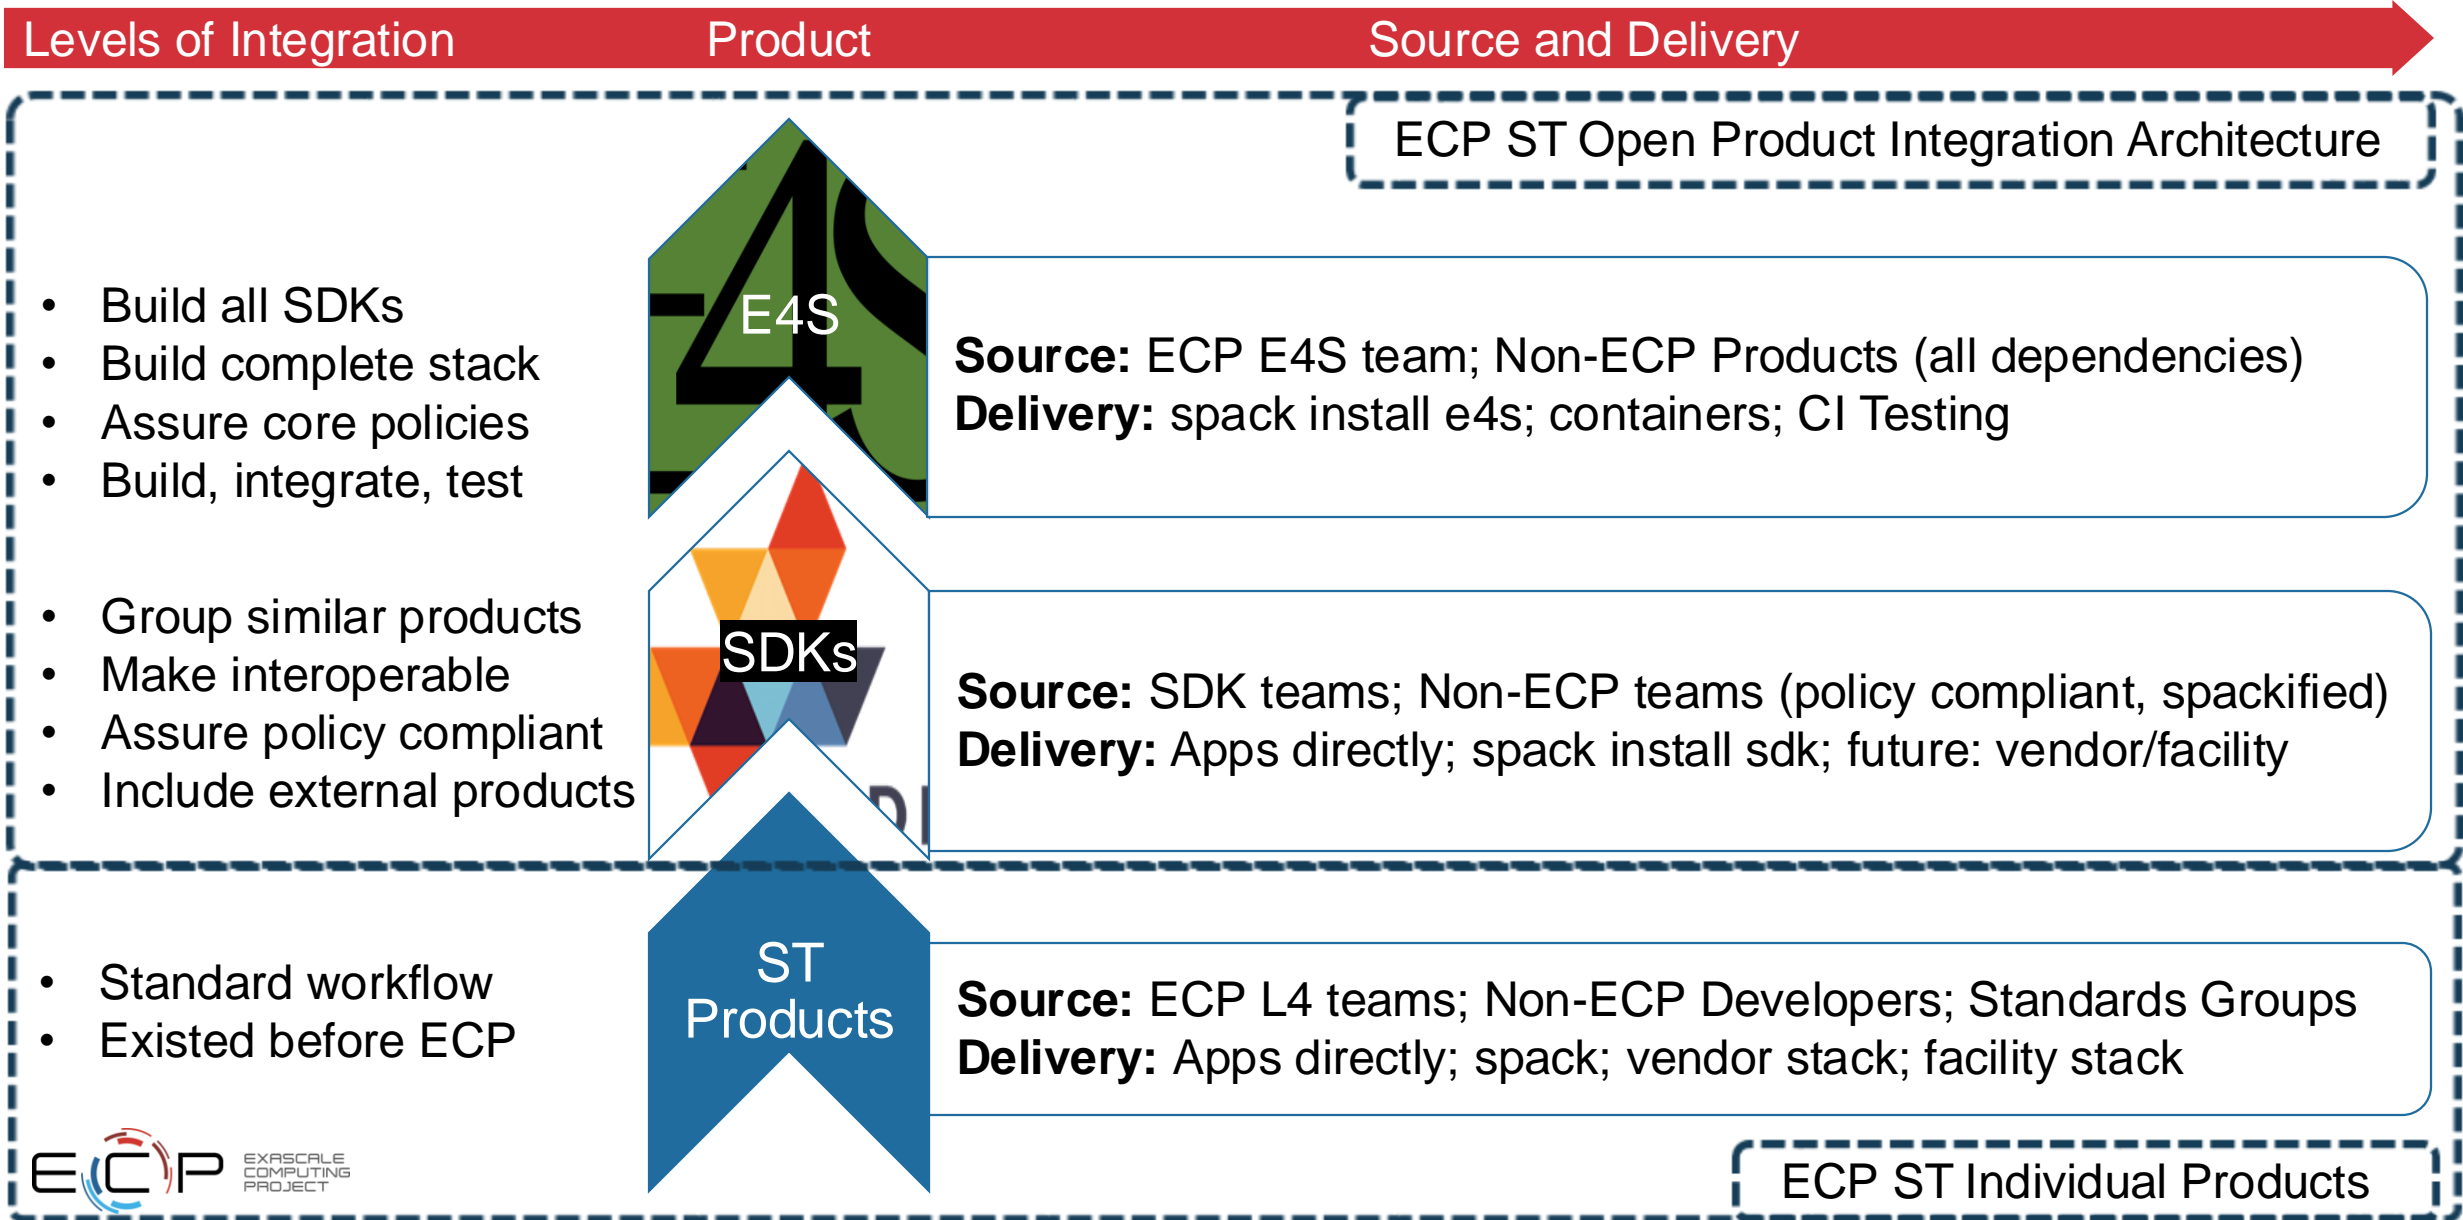 Levels of Integration
Product
Source and Delivery
ECP ST Open Product Integration Architecture
• Build all SDKs
• Build complete stack
• Assure core policies
• Build, integrate, test
E4S
Source: ECP E4S team; Non-ECP Products (all dependencies)
Delivery: spack install e4s; containers; CI Testing
• Group similar products
• Make interoperable
• Assure policy compliant
• Include external products
SDKs
Source: SDK teams; Non-ECP teams (policy compliant, spackified)
Delivery: Apps directly; spack install sdk; future: vendor/facility
• Standard workflow
• Existed before ECP
ST
Products
Source: ECP L4 teams; Non-ECP Developers; Standards Groups
Delivery: Apps directly; spack; vendor stack; facility stack
ECP
EXASCALE
COMPUTING
PROJECT
ECP ST Individual Products